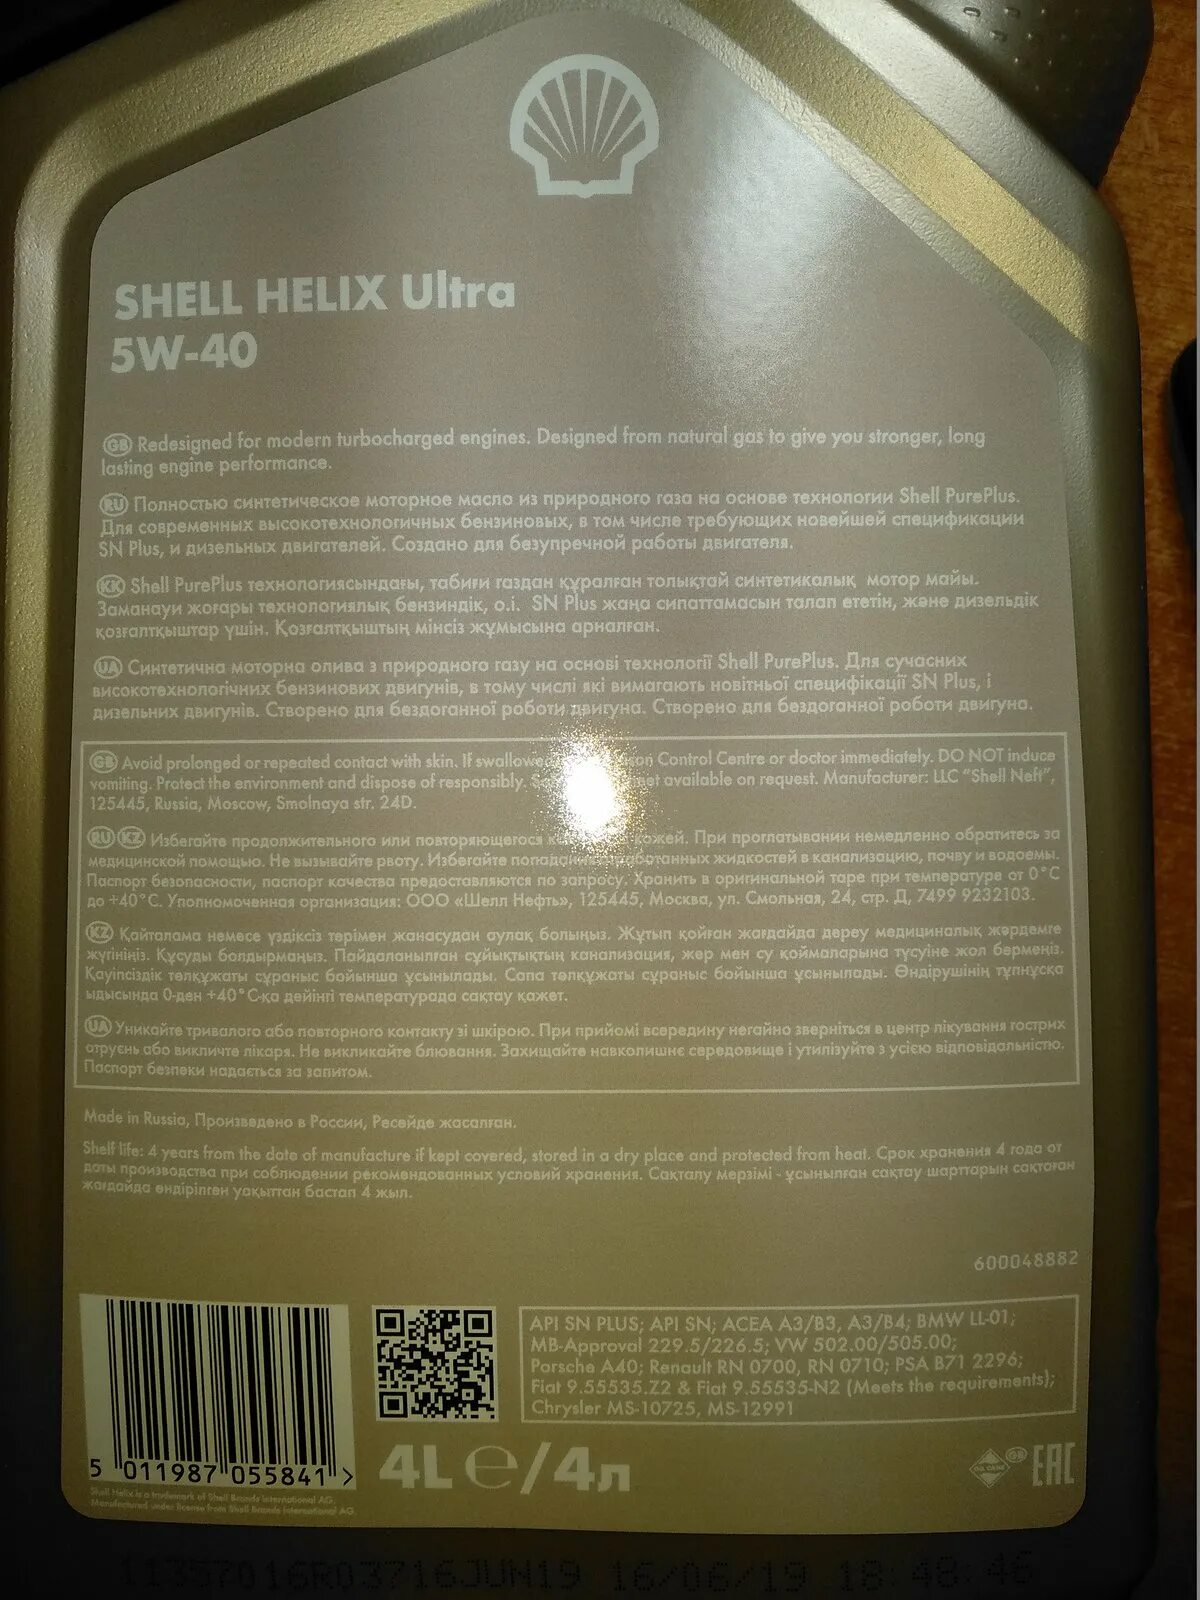 SHELL HELIX Ultra
5W-40
GB Redesigned for modern turbocharged engines. Designed from natural gas to give you stronger, long
lasting engine performance.
RU Полностью синтетическое моторное масло из природного газа на основе технологии Shell PurePlus.
Для современных высокотехнологичных бензиновых, в том числе требующих новейшей спецификации
SN Plus, и дизельных двигателей. Создано для безупречной работы двигателя.
KK Shell PurePlus технологиясындағы, табиғи газдан құралған толықтай синтетикалық мотор майы.
Заманауи жоғары технологиялық бензиндік, о.і. SN Plus жаңа сипаттамасын талап ететін, және дизельдік
қозғалтқыштар үшін. Қозғалтқыштың мінсіз жұмысына арналған.
UA Синтетична моторна олива з природного газу на основі технології Shell PurePlus. Для сучасних
високотехнологічних бензинових двигунів, в тому числі які вимагають новітньої специфікації SN Plus, і
дизельних двигунів. Створено для бездоганної роботи двигуна. Створено для бездоганної роботи двигуна.
GB Avoid prolonged or repeated contact with skin. If swallowed Control Centre or doctor immediately. DO NOT induce
vomiting. Protect the environment and dispose of responsibly. available on request. Manufacturer: LLC "Shell Neft",
125445, Russia, Moscow, Smolnaya str. 24D.
RU KZ Избегайте продолжительного или повторяющегося При проглатывании немедленно обратитесь за
медицинской помощью. Не вызывайте рвоту. Избегайте жидкостей в канализацию, почву и водоемы.
Паспорт безопасности, паспорт качества предоставляются по запросу. Хранить в оригинальной таре при температуре от 0°C
до +40°C. Уполномоченная организация: ООО «Шелл Нефть», 125445, Москва, ул. Смольная, 24, стр. Д, 7499 9232103.
KZ Қайталама немесе үздіксіз терімен жанасудан аулақ болыңыз. Жұтып қойған жағдайда дереу медициналық жәрдемге
жүгініңіз. Құсуды болдырмаңыз. Пайдаланылған сұйықтықтың канализация, жер мен су қоймаларына түсуіне жол бермеңіз.
Қауіпсіздік төлқұжаты сұраныс бойынша ұсынылады. Сапа төлқұжаты сұраныс бойынша ұсынылады. Өндірушінің түпнұсқа
ыдысында 0-ден +40°C-қа дейінгі температурада сақтау қажет.
UA Уникайте тривалого або повторного контакту зі шкірою. При прийомі всередину негайно зверніться в центр лікування гострих
отруєнь або викличте лікаря. Не викликайте блювання. Захищайте навколишнє середовище і утилізуйте з усією відповідальністю.
Паспорт безпеки надається за запитом.
Made in Russia, Произведено в России, Ресейде жасалған.
Shelf life: 4 years from the date of manufacture if kept covered, stored in a dry place and protected from heat. Срок хранения 4 года от
даты производства при соблюдении рекомендованных условий хранения. Сақталу мерзімі - ұсынылған сақтау шарттарын сақтаған
жағдайда өндірілген уақыттан бастап 4 жыл.
600048882
API SN PLUS; API SN; ACEA A3/B3, A3/B4; BMW LL-01;
MB-Approval 229.5/226.5; VW 502.00/505.00;
Porsche A40; Renault RN 0700, RN 0710; PSA B71 2296;
Fiat 9.55535.Z2 & Fiat 9.55535-N2 (Meets the requirements);
Chrysler MS-10725, MS-12991
5 011987 055841 >
4L e/4л
GB EAC
Shell Helix is a trademark of Shell Brands International AG.
Manufactured under license from Shell Brands International AG
11357016R03716JUN19 16/06/19 18:48:46